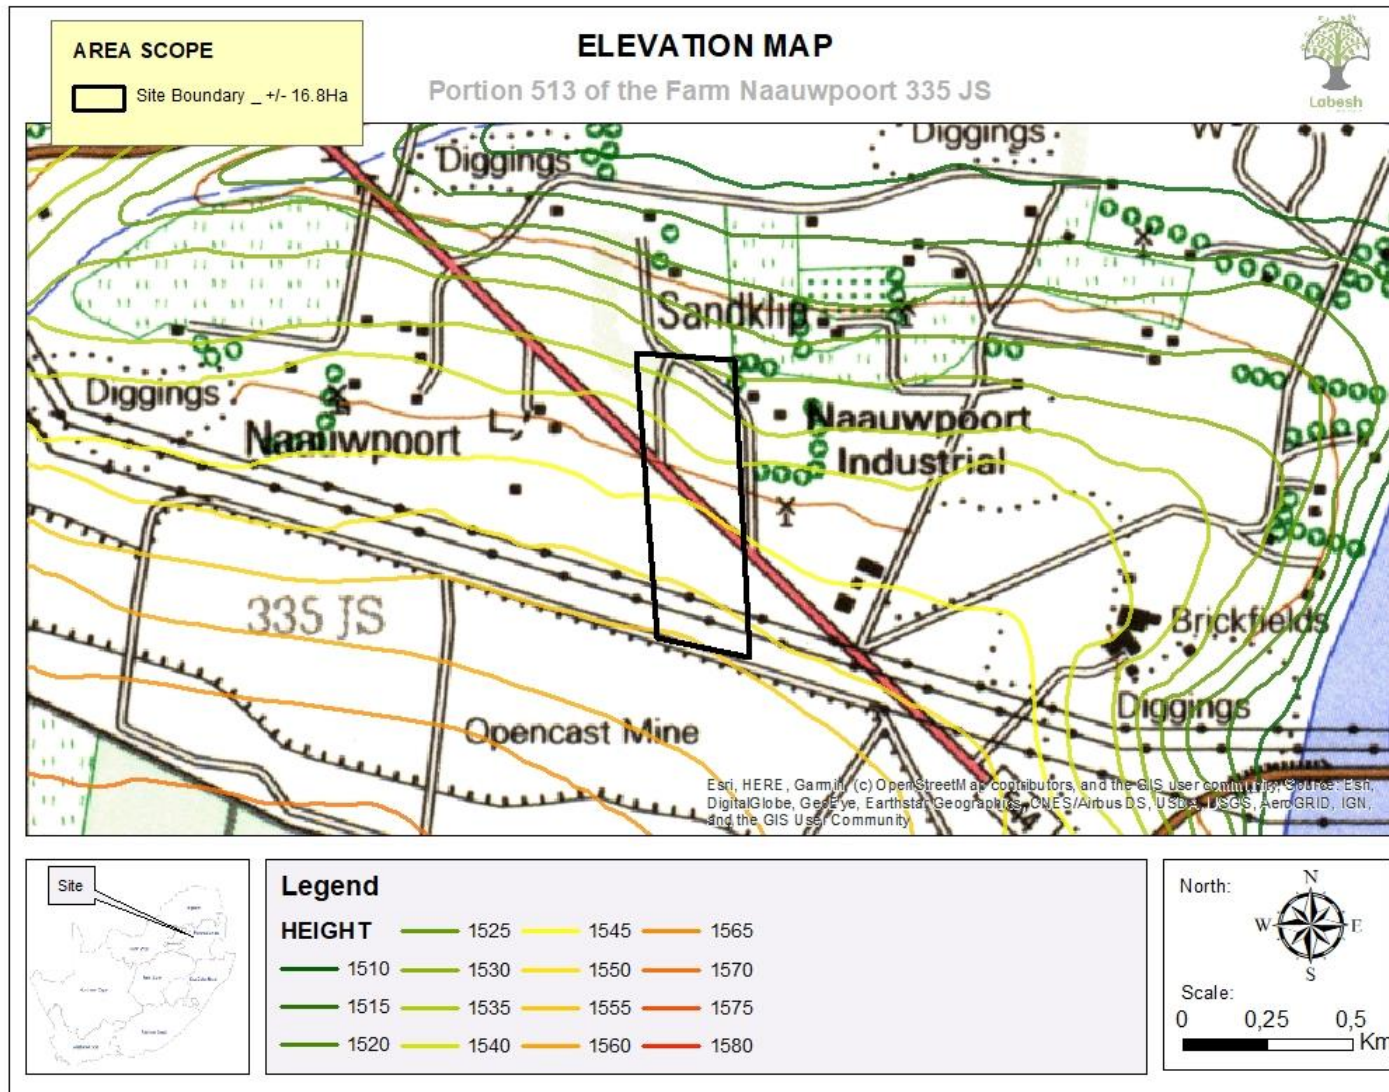 AREA SCOPE
Site Boundary _ +/- 16.8Ha
ELEVATION MAP
Portion 513 of the Farm Naauwpoort 335 JS
Labesh
Diggings
Diggings
W
Sandklip
Diggings
Naauwpoort
Naauwpoort
Industrial
335 JS
Brickfields
Diggings
Opencast Mine
Esri, HERE, Garmin, (c) OpenStreetMap contributors, and the GIS user community, Source: Esri,
DigitalGlobe, GeoEye, Earthstar Geographics, CNES/Airbus DS, USDA, USGS, AeroGRID, IGN,
and the GIS User Community
Site
Legend
HEIGHT
1510
1515
1520
1525
1530
1535
1540
1545
1550
1555
1560
1565
1570
1575
1580
North:
N
W
E
S
Scale:
0 0,25 0,5
Km